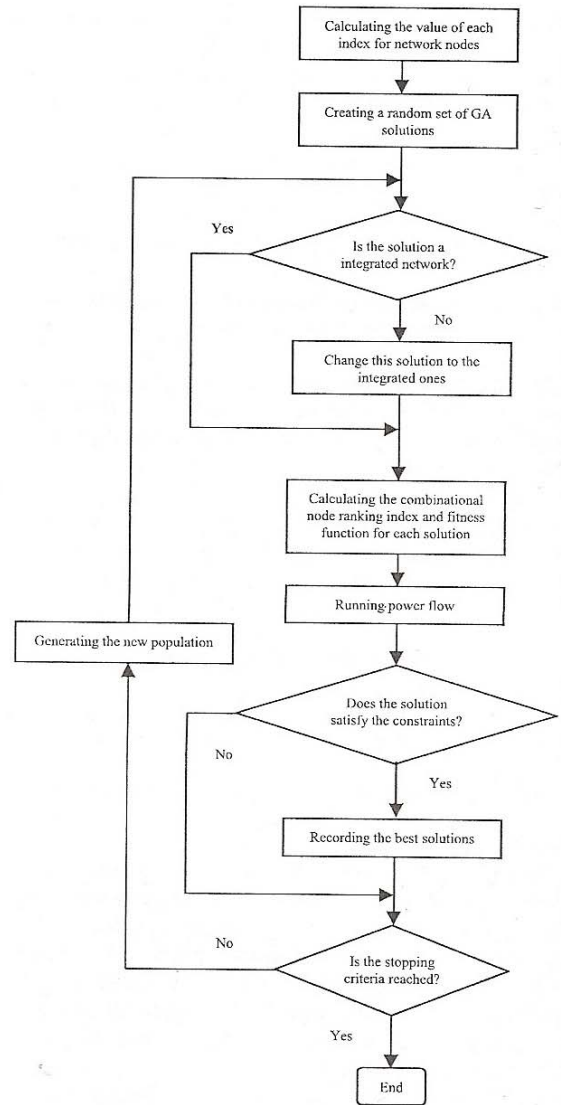 Calculating the value of each
index for network nodes
Creating a random set of GA
solutions
Yes
Is the solution a
integrated network?
No
Change this solution to the
integrated ones
Calculating the combinational
node ranking index and fitness
function for each solution
Running power flow
Generating the new population
Does the solution
satisfy the constraints?
No
Yes
Recording the best solutions
No
Is the stopping
criteria reached?
Yes
End